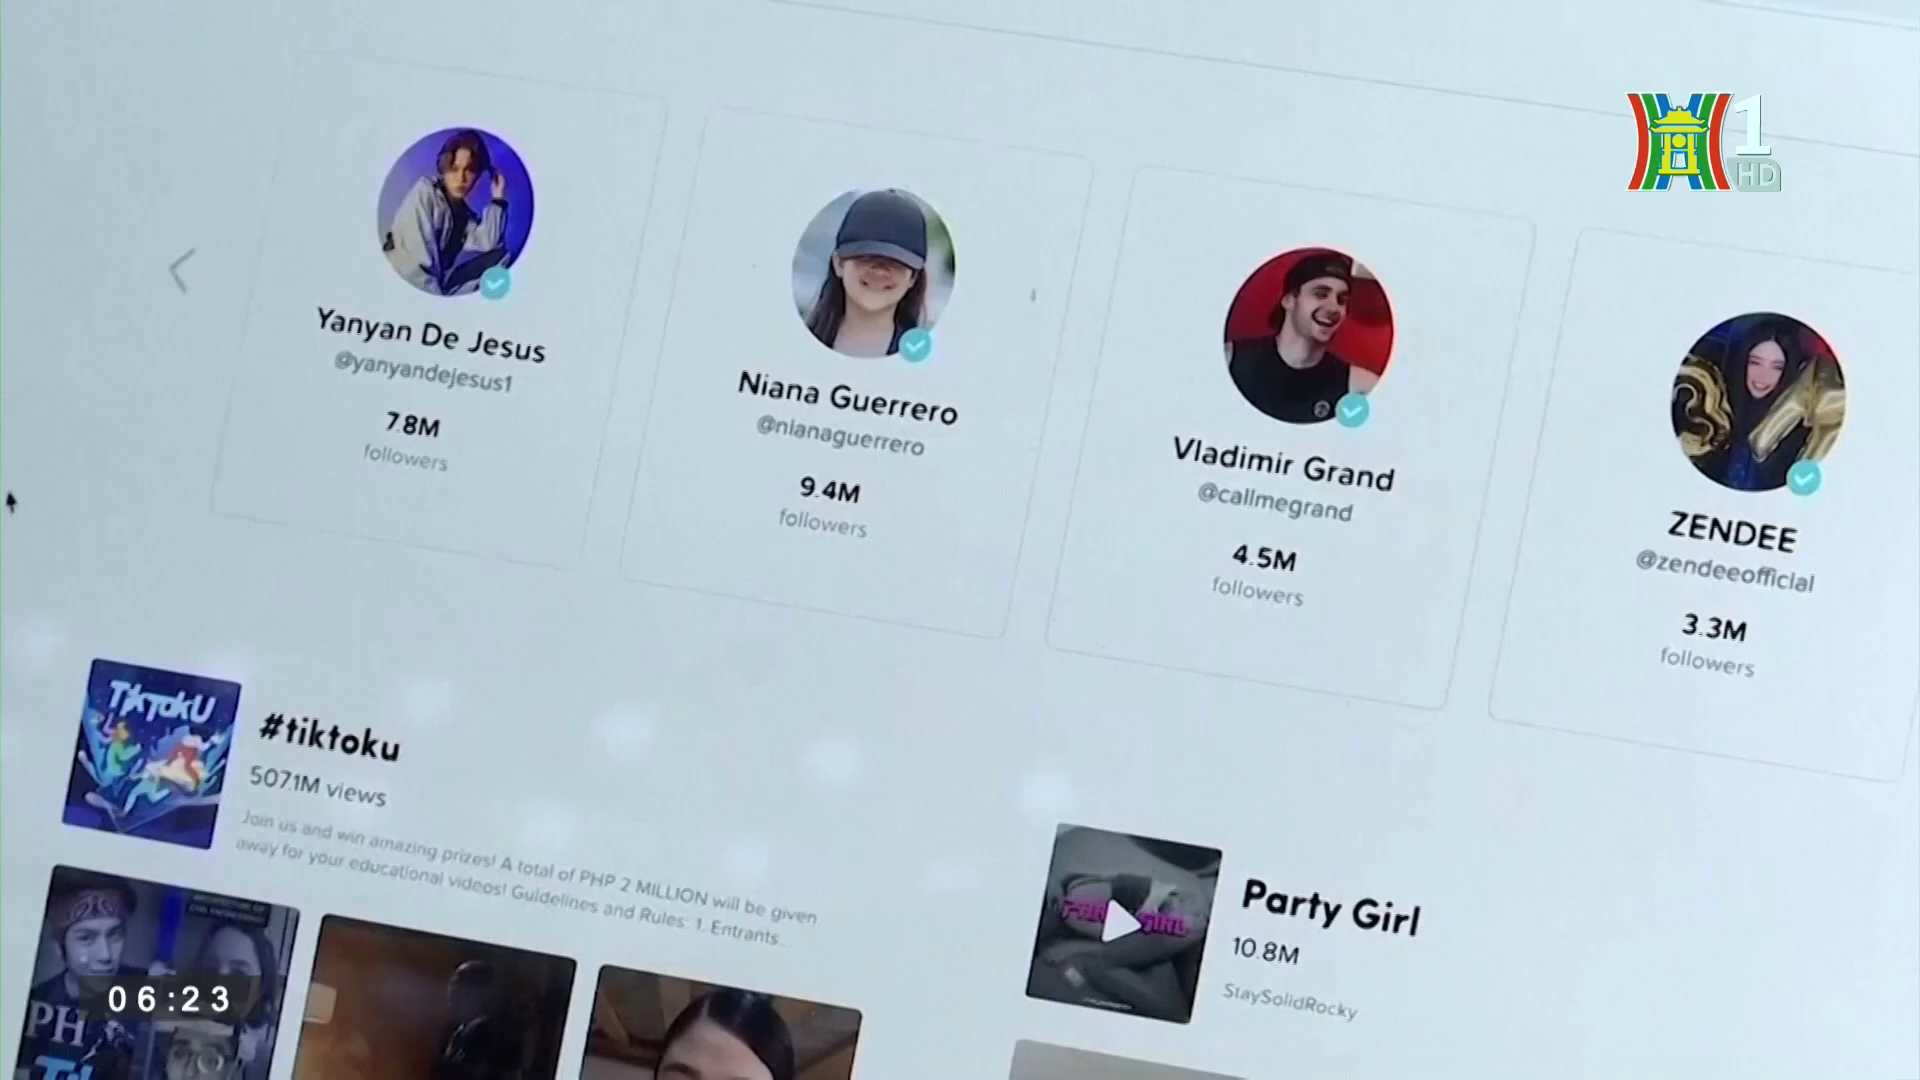 1
HD
Yanyan De Jesus
@yanyandejesus1
7.8M
followers
Niana Guerrero
@nianaguerrero
9.4M
followers
Vladimir Grand
@callmegrand
4.5M
followers
ZENDEE
@zendeeofficial
3.3M
followers
TikTokU
#tiktoku
507.1M views
Join us and win amazing prizes! A total of PHP 2 MILLION will be given
away for your educational videos! Guidelines and Rules: 1. Entrants...
Party Girl
10.8M
StaySolidRocky
PH
06:23